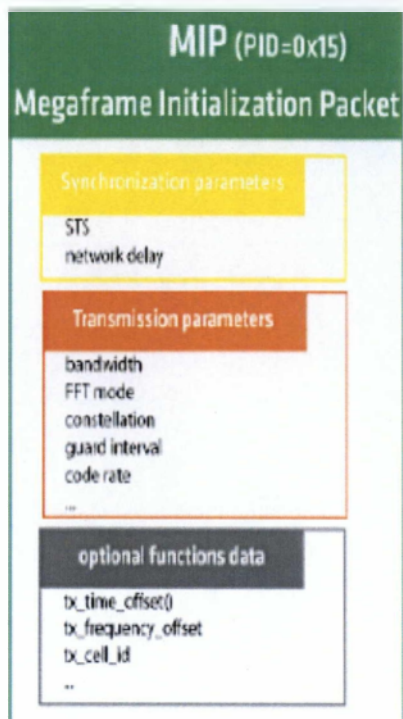 MIP (PID=0x15)
Megaframe Initialization Packet
Synchronization parameters
STS
network delay
Transmission parameters
bandwidth
FFT mode
constellation
guard interval
code rate
...
optional functions data
tx_time_offset()
tx_frequency_offset
tx_cell_id
..